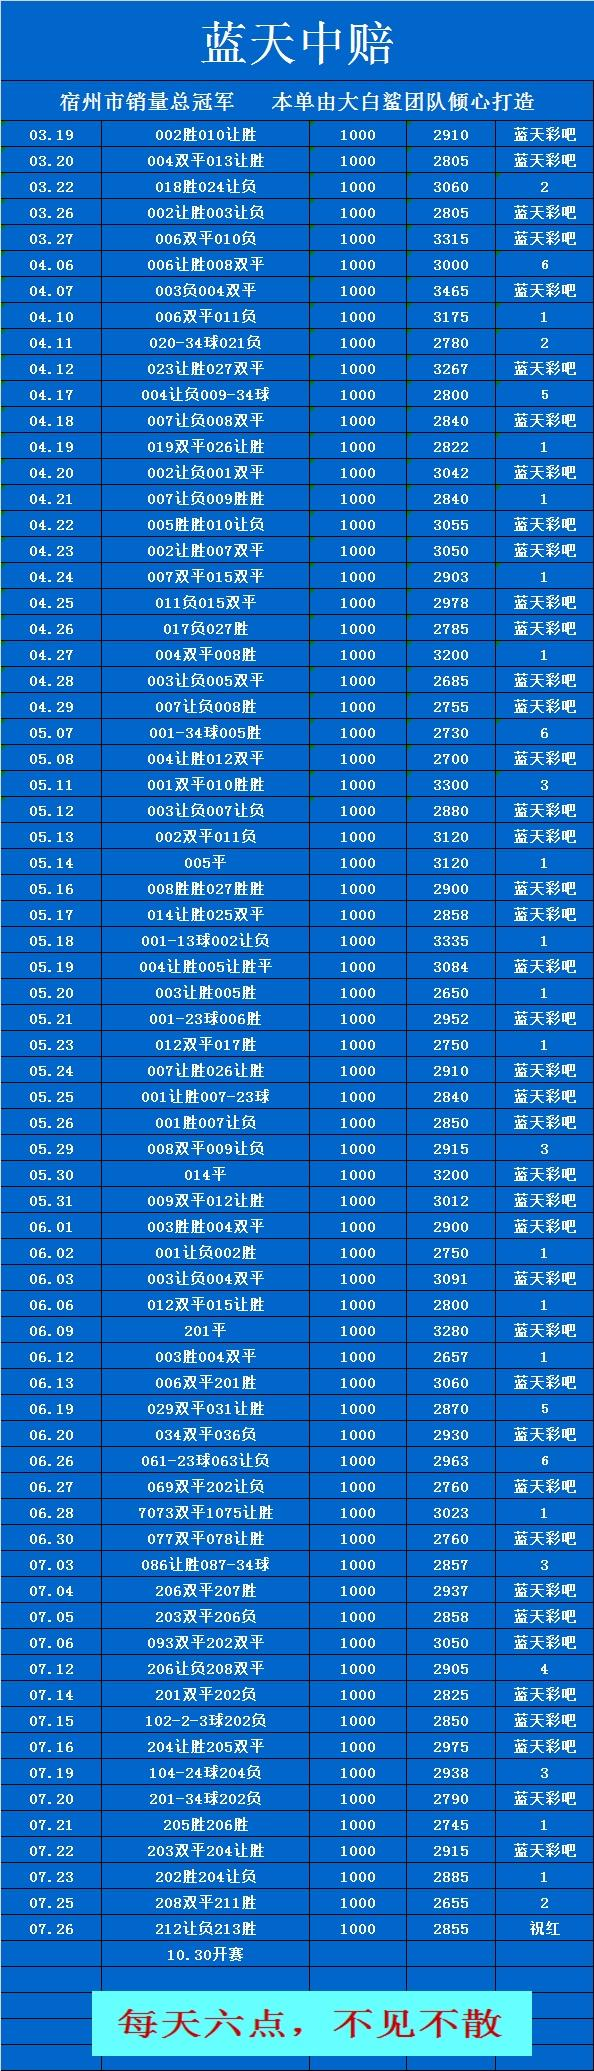 蓝天中赔
宿州市销量总冠军 本单由大白鲨团队倾心打造
03.19 002胜010让胜 1000 2910 蓝天彩吧
03.20 004双平013让胜 1000 2805 蓝天彩吧
03.22 018胜024让负 1000 3060 2
03.26 002让胜003让负 1000 2805 蓝天彩吧
03.27 006双平010负 1000 3315 蓝天彩吧
04.06 006让胜008双平 1000 3000 6
04.07 003负004双平 1000 3465 蓝天彩吧
04.10 006双平011负 1000 3175 1
04.11 020-34球021负 1000 2780 2
04.12 023让胜027双平 1000 3267 蓝天彩吧
04.17 004让负009-34球 1000 2800 5
04.18 007让负008双平 1000 2840 蓝天彩吧
04.19 019双平026让胜 1000 2822 1
04.20 002让负001双平 1000 3042 蓝天彩吧
04.21 007让负009胜胜 1000 2840 1
04.22 005胜胜010让负 1000 3055 蓝天彩吧
04.23 002让胜007双平 1000 3050 蓝天彩吧
04.24 007双平015双平 1000 2903 1
04.25 011负015双平 1000 2978 蓝天彩吧
04.26 017负027胜 1000 2785 蓝天彩吧
04.27 004双平008胜 1000 3200 1
04.28 003让负005双平 1000 2685 蓝天彩吧
04.29 007让负008胜 1000 2755 蓝天彩吧
05.07 001-34球005胜 1000 2730 6
05.08 004让胜012双平 1000 2700 蓝天彩吧
05.11 001双平010胜胜 1000 3300 3
05.12 003让负007让负 1000 2880 蓝天彩吧
05.13 002双平011负 1000 3120 蓝天彩吧
05.14 005平 1000 3120 1
05.16 008胜胜027胜胜 1000 2900 蓝天彩吧
05.17 014让胜025双平 1000 2858 蓝天彩吧
05.18 001-13球002让负 1000 3335 1
05.19 004让胜005让胜平 1000 3084 蓝天彩吧
05.20 003让胜005胜 1000 2650 1
05.21 001-23球006胜 1000 2952 蓝天彩吧
05.23 012双平017胜 1000 2750 1
05.24 007让胜026让胜 1000 2910 蓝天彩吧
05.25 001让胜007-23球 1000 2840 蓝天彩吧
05.26 001胜007让负 1000 2850 蓝天彩吧
05.29 008双平009让负 1000 2915 3
05.30 014平 1000 3200 蓝天彩吧
05.31 009双平012让胜 1000 3012 蓝天彩吧
06.01 003胜胜004双平 1000 2900 蓝天彩吧
06.02 001让负002胜 1000 2750 1
06.03 003让负004双平 1000 3091 蓝天彩吧
06.06 012双平015让胜 1000 2800 1
06.09 201平 1000 3280 蓝天彩吧
06.12 003胜004双平 1000 2657 1
06.13 006双平201胜 1000 3060 蓝天彩吧
06.19 029双平031让胜 1000 2870 5
06.20 034双平036负 1000 2930 蓝天彩吧
06.26 061-23球063让负 1000 2963 6
06.27 069双平202让负 1000 2760 蓝天彩吧
06.28 7073双平1075让胜 1000 3023 1
06.30 077双平078让胜 1000 2760 蓝天彩吧
07.03 086让胜087-34球 1000 2857 3
07.04 206双平207胜 1000 2937 蓝天彩吧
07.05 203双平206负 1000 2858 蓝天彩吧
07.06 093双平202双平 1000 3050 蓝天彩吧
07.12 206让负208双平 1000 2905 4
07.14 201双平202负 1000 2825 蓝天彩吧
07.15 102-2-3球202负 1000 2850 蓝天彩吧
07.16 204让胜205双平 1000 2975 蓝天彩吧
07.19 104-24球204负 1000 2938 3
07.20 201-34球202负 1000 2790 蓝天彩吧
07.21 205胜206胜 1000 2745 1
07.22 203双平204让胜 1000 2915 蓝天彩吧
07.23 202胜204让负 1000 2885 1
07.25 208双平211胜 1000 2655 2
07.26 212让负213胜 1000 2855 祝红
10.30开赛
每天六点，不见不散